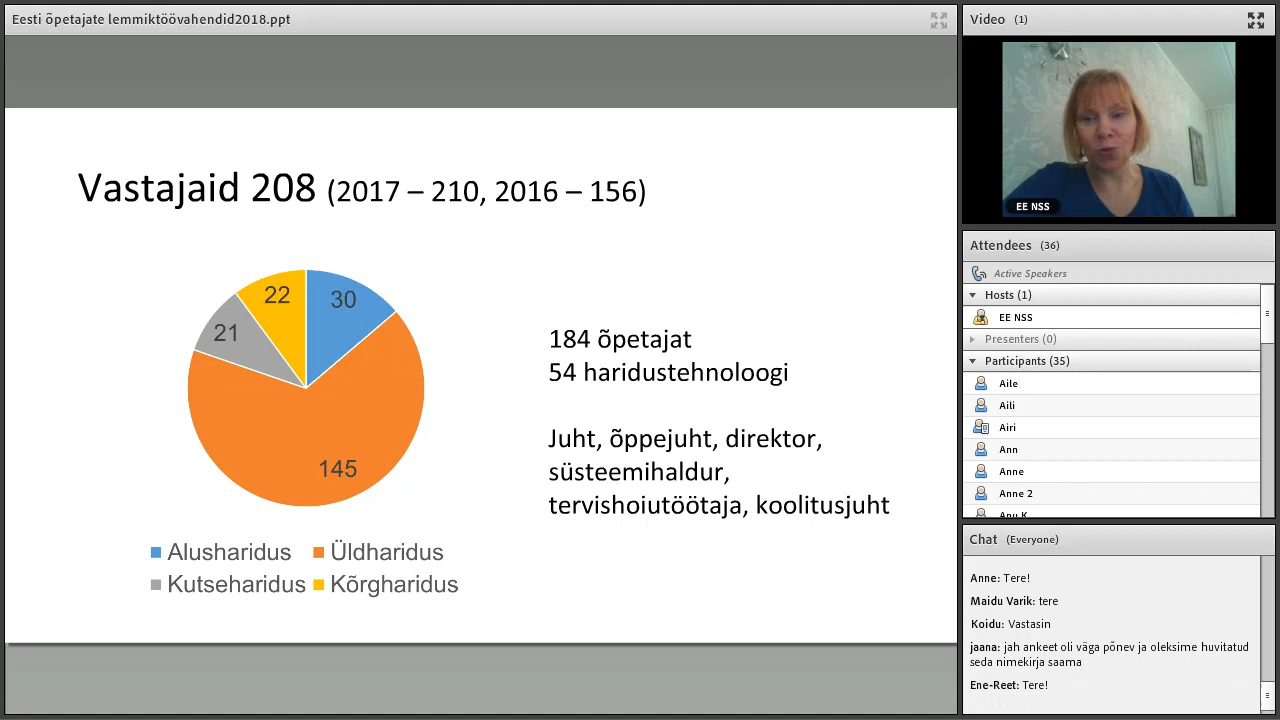 Eesti õpetajate lemmiktöövahendid2018.ppt
Vastajaid 208 (2017 – 210, 2016 – 156)
30
145
21
22
Alusharidus Üldharidus
Kutseharidus Kõrgharidus
184 õpetajat
54 haridustehnoloogi
Juht, õppejuht, direktor,
süsteemihaldur,
tervishoiutöötaja, koolitusjuht
Video (1)
EE NSS
Attendees (36)
Active Speakers
Hosts (1)
EE NSS
Presenters (0)
Participants (35)
Aile
Aili
Airi
Ann
Anne
Anne 2
Anu K
Chat (Everyone)
Anne: Tere!
Maidu Varik: tere
Koidu: Vastasin
jaana: jah ankeet oli väga põnev ja oleksime huvitatud
seda nimekirja saama
Ene-Reet: Tere!